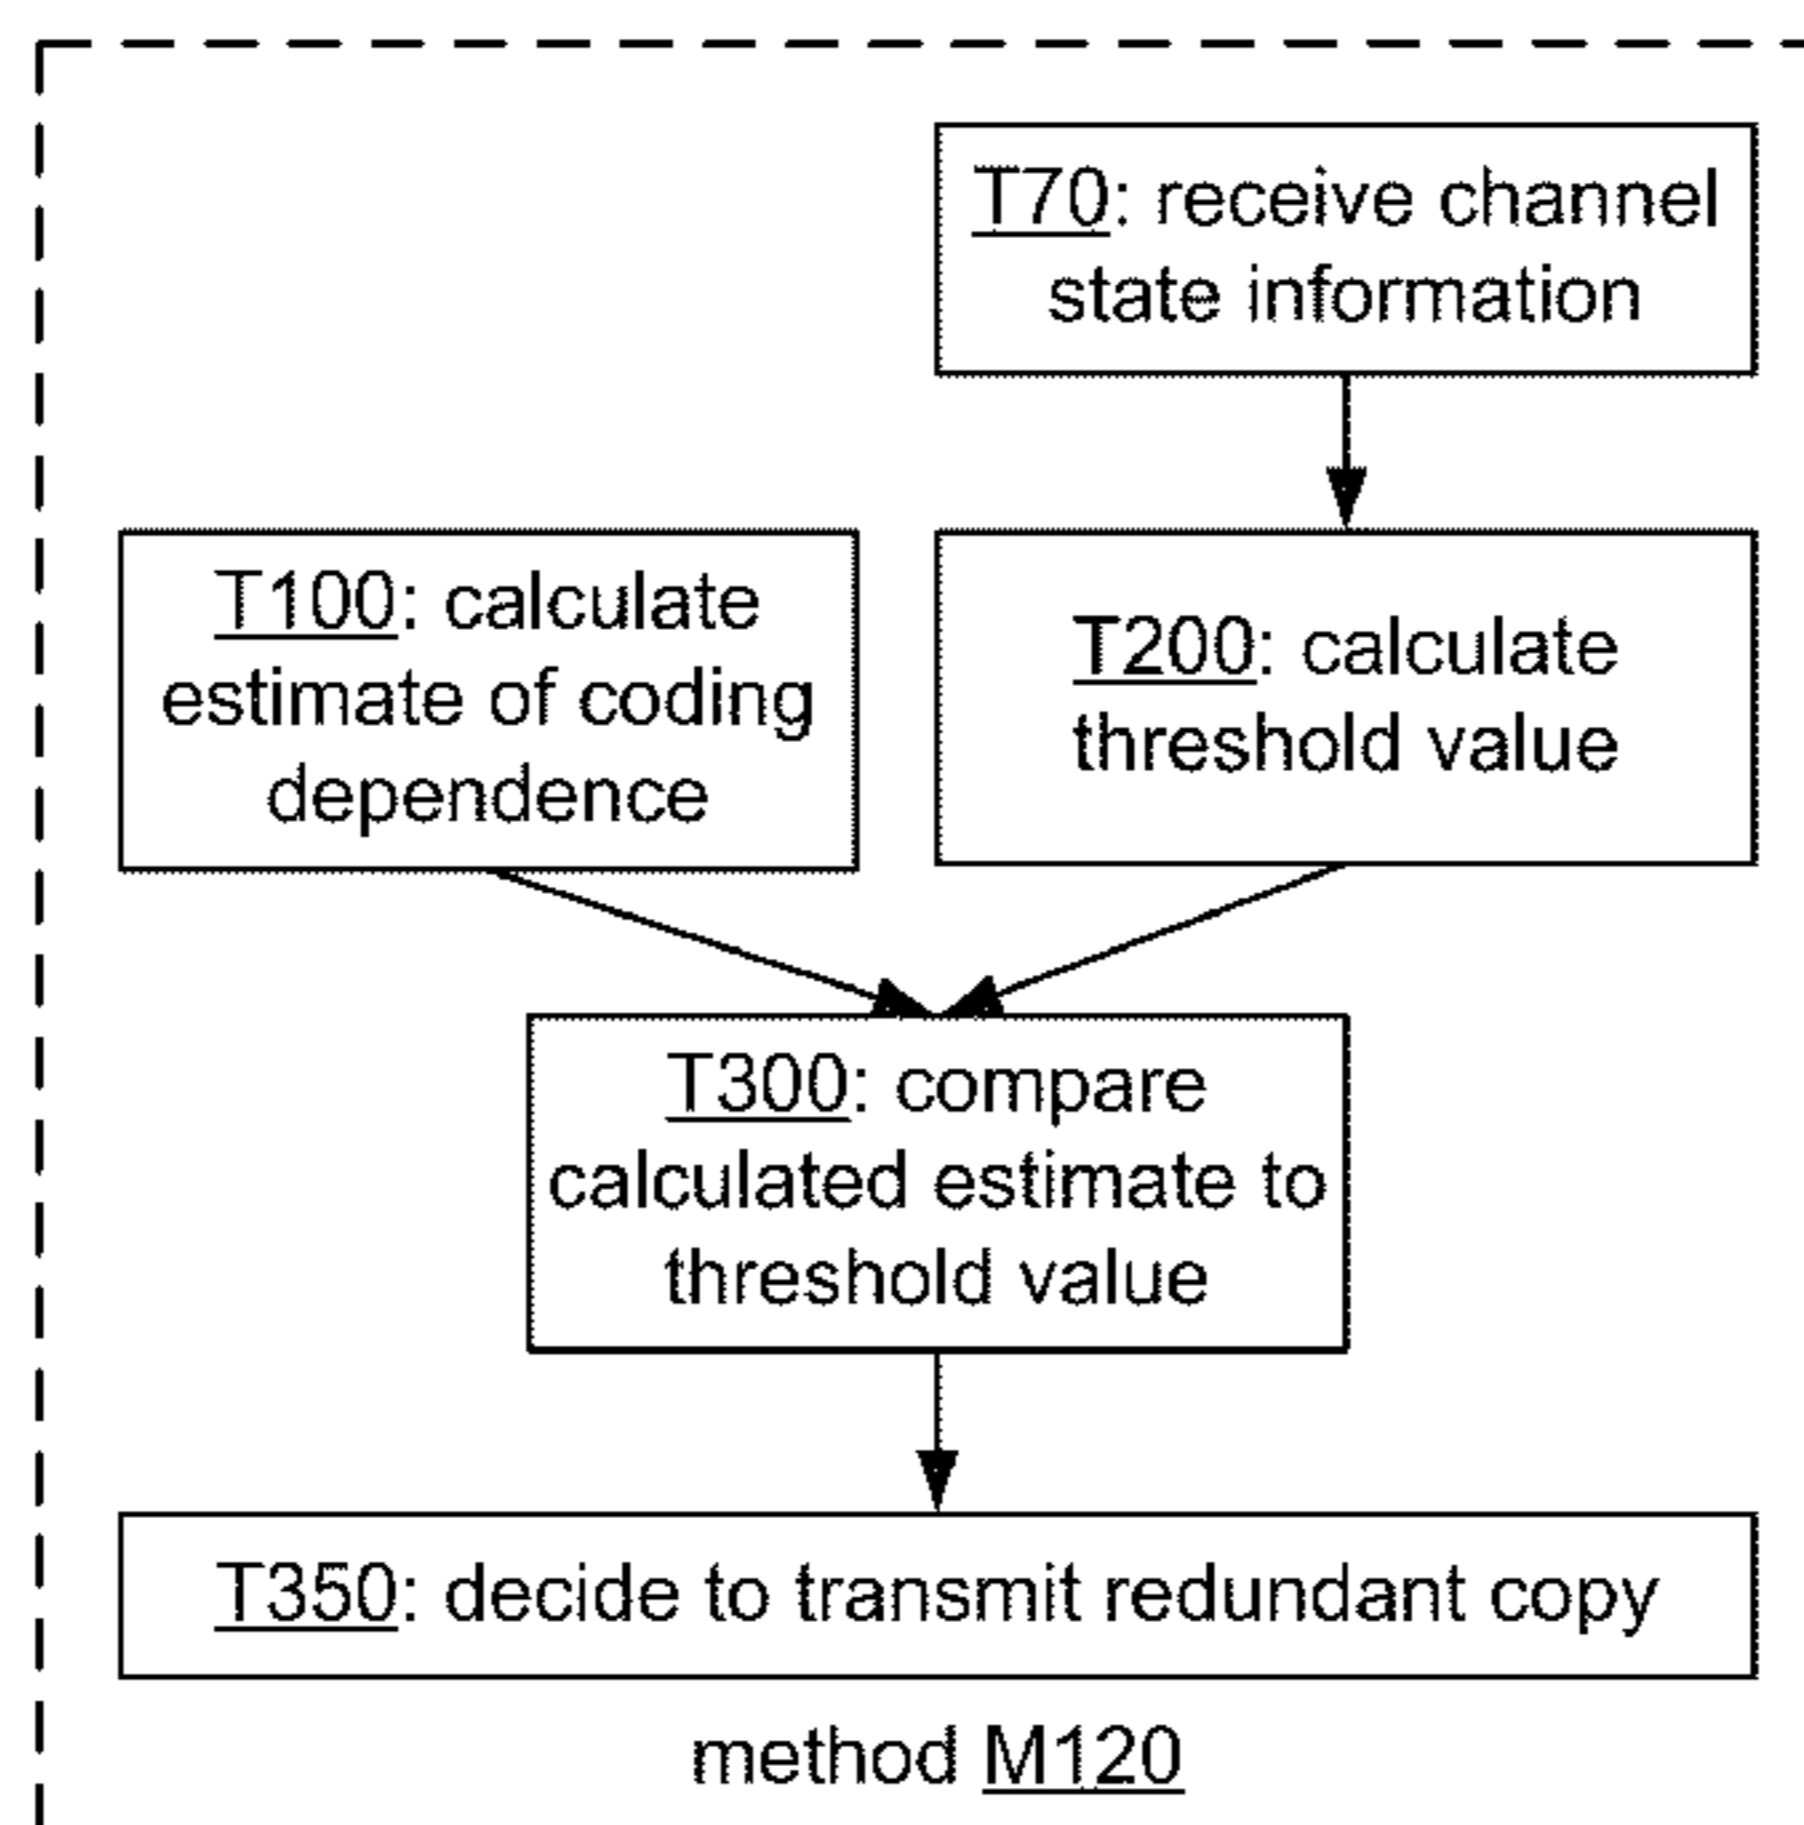 T70: receive channel
state information
T100: calculate
estimate of coding
dependence
T200: calculate
threshold value
T300: compare
calculated estimate to
threshold value
T350: decide to transmit redundant copy
method M120